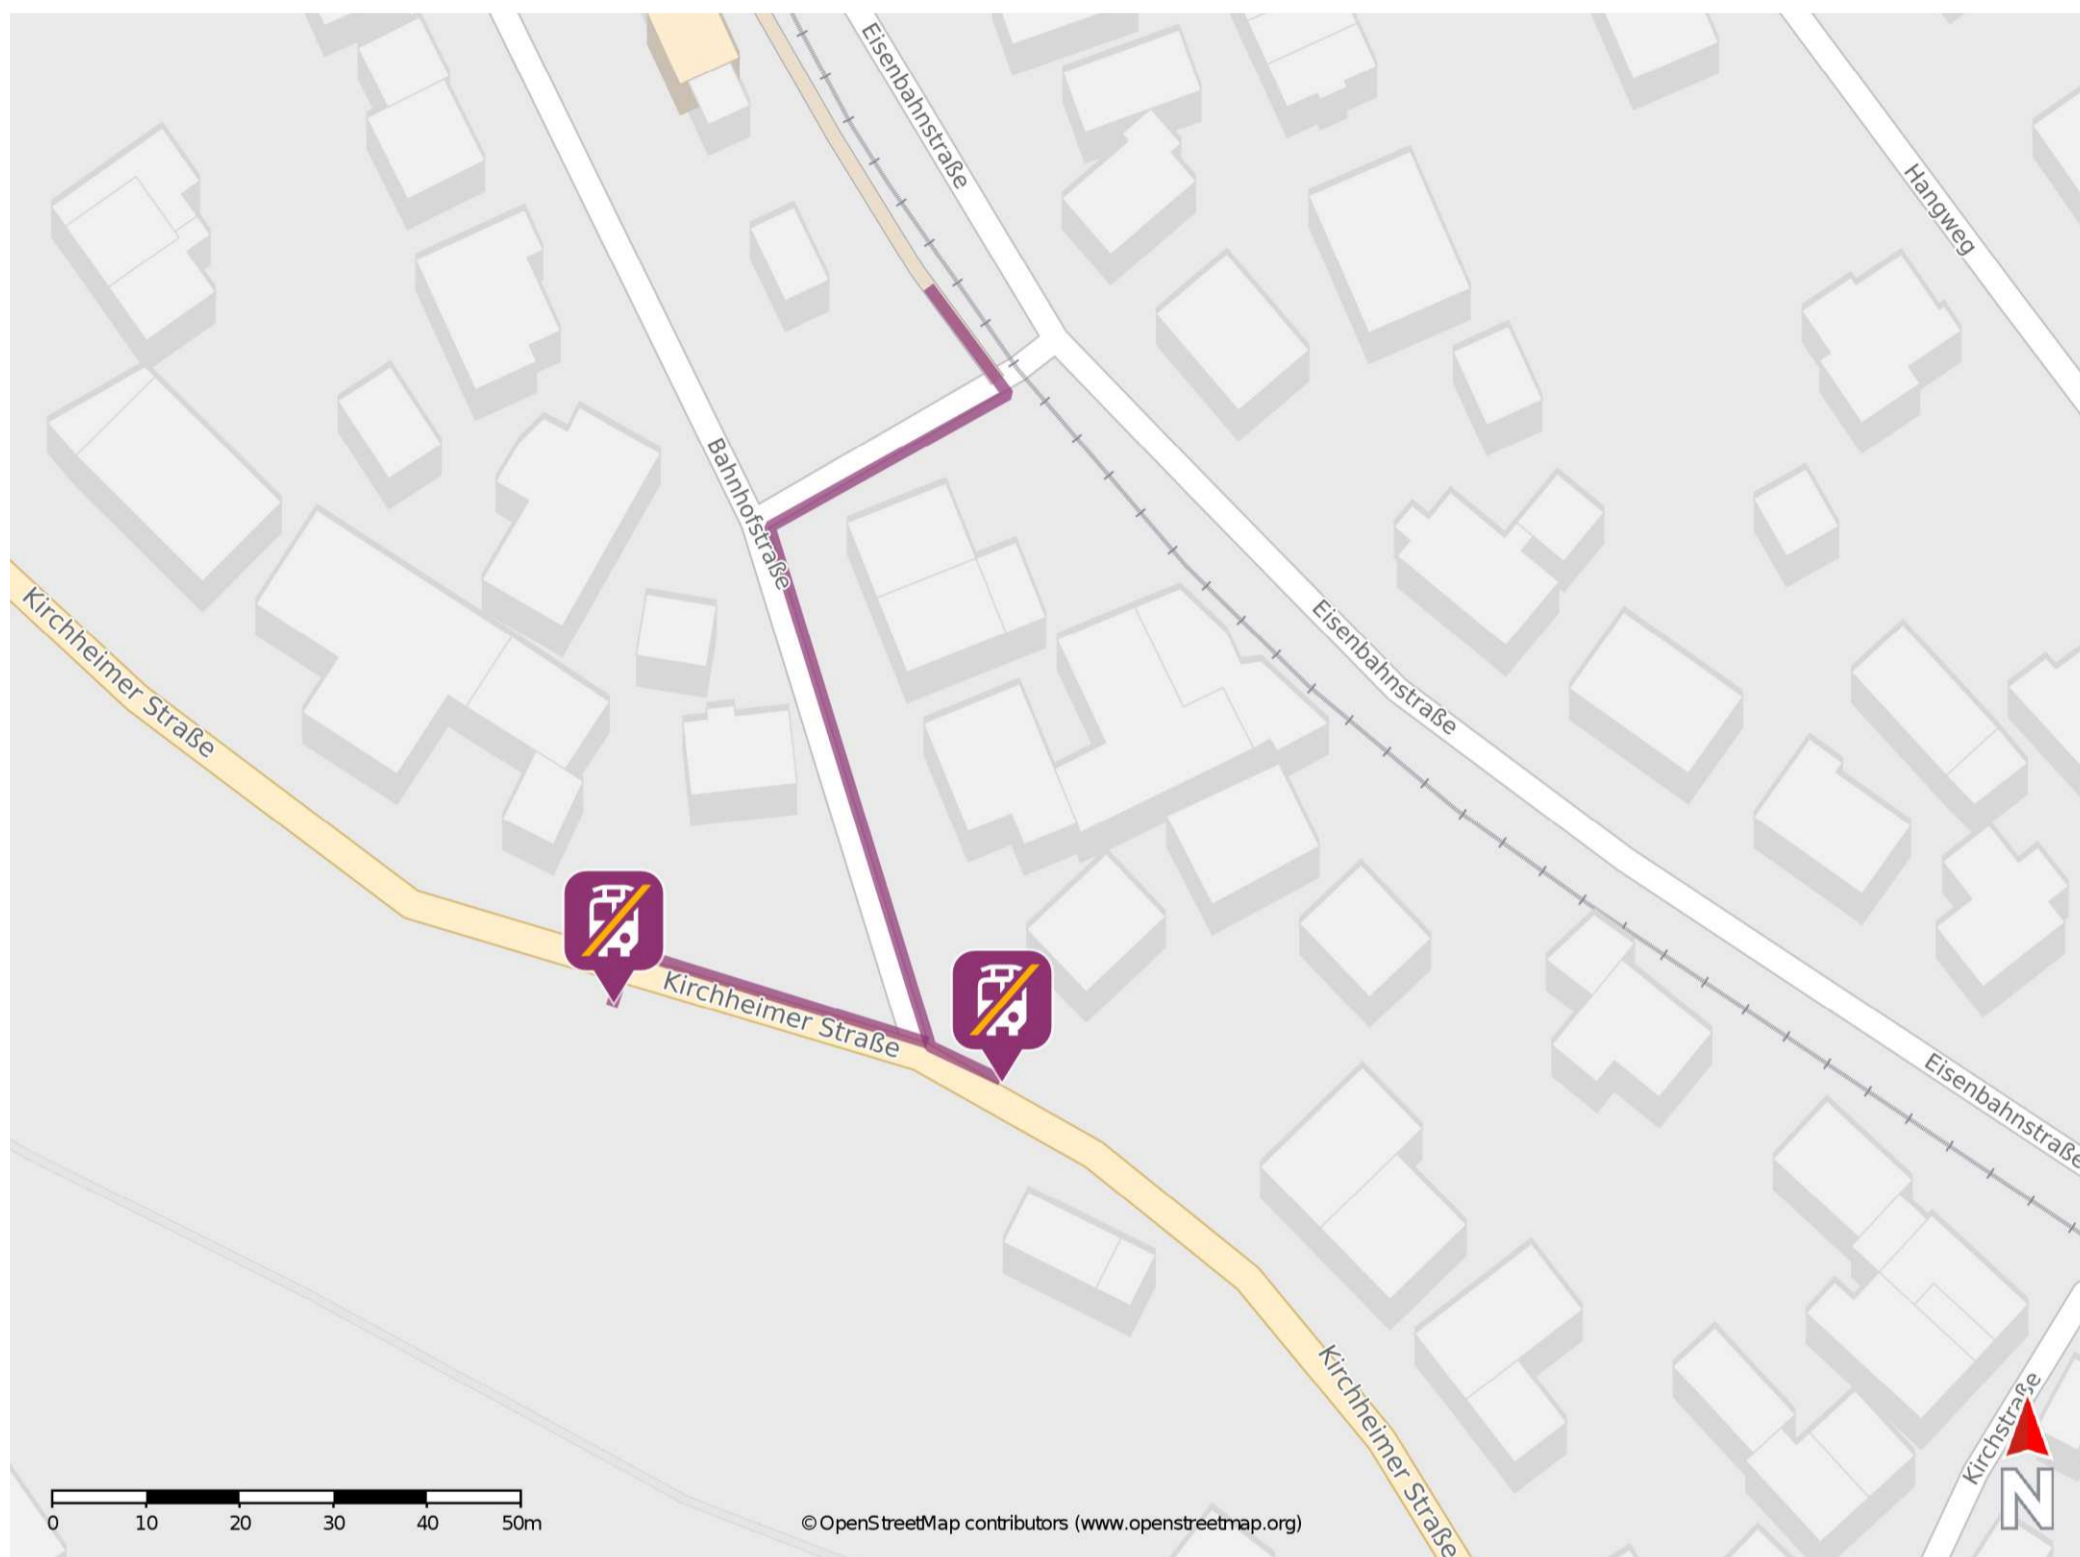 Eisenbahnstraße
Hangweg
Bahnhofstraße
Kirchheimer Straße
Eisenbahnstraße
Kirchheimer Straße
Eisenbahnstraße
Kirchheimer Straße
Kirchstraße
N
0 10 20 30 40 50m
© OpenStreetMap contributors (www.openstreetmap.org)